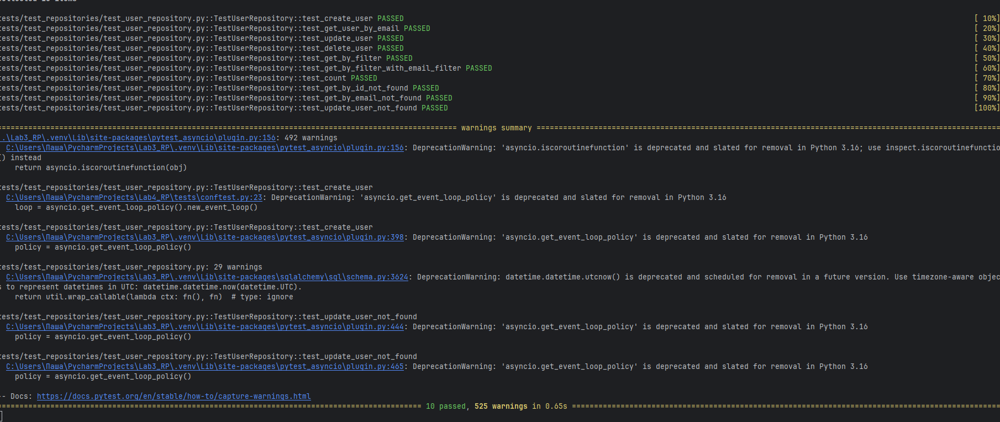 tests/test_repositories/test_user_repository.py::TestUserRepository::test_create_user PASSED [ 10%]
tests/test_repositories/test_user_repository.py::TestUserRepository::test_get_user_by_email PASSED [ 20%]
tests/test_repositories/test_user_repository.py::TestUserRepository::test_update_user PASSED [ 30%]
tests/test_repositories/test_user_repository.py::TestUserRepository::test_delete_user PASSED [ 40%]
tests/test_repositories/test_user_repository.py::TestUserRepository::test_get_by_filter PASSED [ 50%]
tests/test_repositories/test_user_repository.py::TestUserRepository::test_get_by_filter_with_email_filter PASSED [ 60%]
tests/test_repositories/test_user_repository.py::TestUserRepository::test_count PASSED [ 70%]
tests/test_repositories/test_user_repository.py::TestUserRepository::test_get_by_id_not_found PASSED [ 80%]
tests/test_repositories/test_user_repository.py::TestUserRepository::test_get_by_email_not_found PASSED [ 90%]
tests/test_repositories/test_user_repository.py::TestUserRepository::test_update_user_not_found PASSED [100%]
warnings summary
..\Lab3_RP\.venv\Lib\site-packages\pytest_asyncio\plugin.py:156: 492 warnings
C:\Users\Паша\PycharmProjects\Lab3_RP\.venv\Lib\site-packages\pytest_asyncio\plugin.py:156: DeprecationWarning: 'asyncio.iscoroutinefunction' is deprecated and slated for removal in Python 3.16; use inspect.iscoroutinefunctio
() instead
return asyncio.iscoroutinefunction(obj)
tests/test_repositories/test_user_repository.py::TestUserRepository::test_create_user
C:\Users\Паша\PycharmProjects\Lab4_RP\tests\conftest.py:23: DeprecationWarning: 'asyncio.get_event_loop_policy' is deprecated and slated for removal in Python 3.16
loop = asyncio.get_event_loop_policy().new_event_loop()
tests/test_repositories/test_user_repository.py::TestUserRepository::test_create_user
C:\Users\Паша\PycharmProjects\Lab3_RP\.venv\Lib\site-packages\pytest_asyncio\plugin.py:398: DeprecationWarning: 'asyncio.get_event_loop_policy' is deprecated and slated for removal in Python 3.16
policy = asyncio.get_event_loop_policy()
tests/test_repositories/test_user_repository.py: 29 warnings
C:\Users\Паша\PycharmProjects\Lab3_RP\.venv\Lib\site-packages\sqlalchemy\sql\schema.py:3624: DeprecationWarning: datetime.datetime.utcnow() is deprecated and scheduled for removal in a future version. Use timezone-aware objec
s to represent datetimes in UTC: datetime.datetime.now(datetime.UTC).
return util.wrap_callable(lambda ctx: fn(), fn)  # type: ignore
tests/test_repositories/test_user_repository.py::TestUserRepository::test_update_user_not_found
C:\Users\Паша\PycharmProjects\Lab3_RP\.venv\Lib\site-packages\pytest_asyncio\plugin.py:444: DeprecationWarning: 'asyncio.get_event_loop_policy' is deprecated and slated for removal in Python 3.16
policy = asyncio.get_event_loop_policy()
tests/test_repositories/test_user_repository.py::TestUserRepository::test_update_user_not_found
C:\Users\Паша\PycharmProjects\Lab3_RP\.venv\Lib\site-packages\pytest_asyncio\plugin.py:465: DeprecationWarning: 'asyncio.get_event_loop_policy' is deprecated and slated for removal in Python 3.16
policy = asyncio.get_event_loop_policy()
-- Docs: https://docs.pytest.org/en/stable/how-to/capture-warnings.html
10 passed, 525 warnings in 0.65s